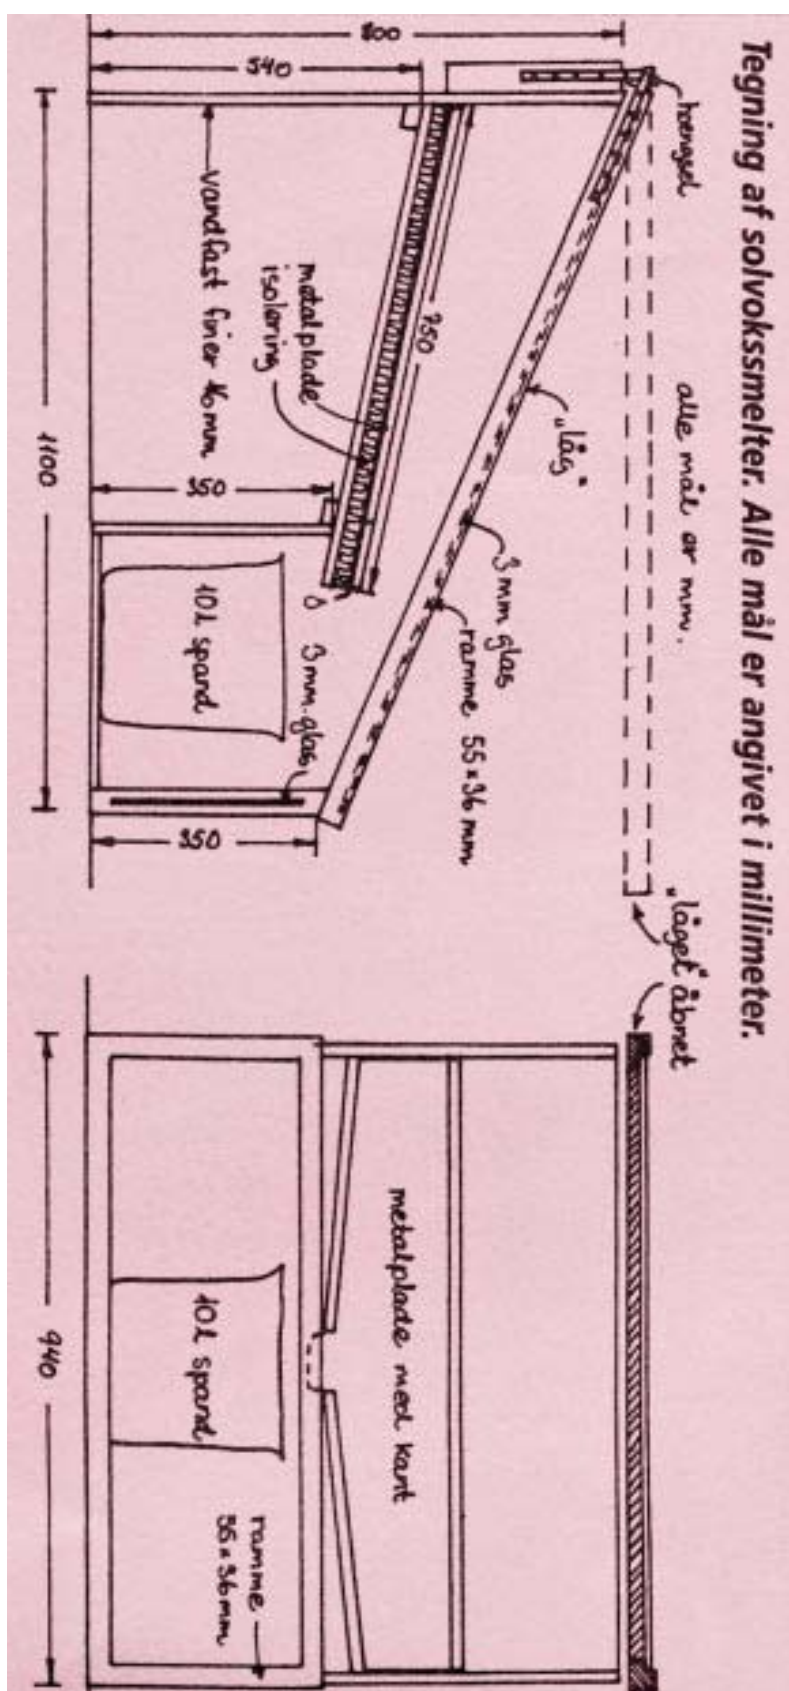 Tegning af solvokssmelter. Alle mål er angivet i millimeter.
alle mål er mm.
"låget" åbnet
hængsel
"låg"
3 mm glas
ramme 55 x 36 mm
800
540
950
metalplade
isolering
vandfast finer 16 mm
350
10 l spand
3 mm. glas
350
1100
metalplade med kant
10 l spand
ramme
55 x 36 mm
940